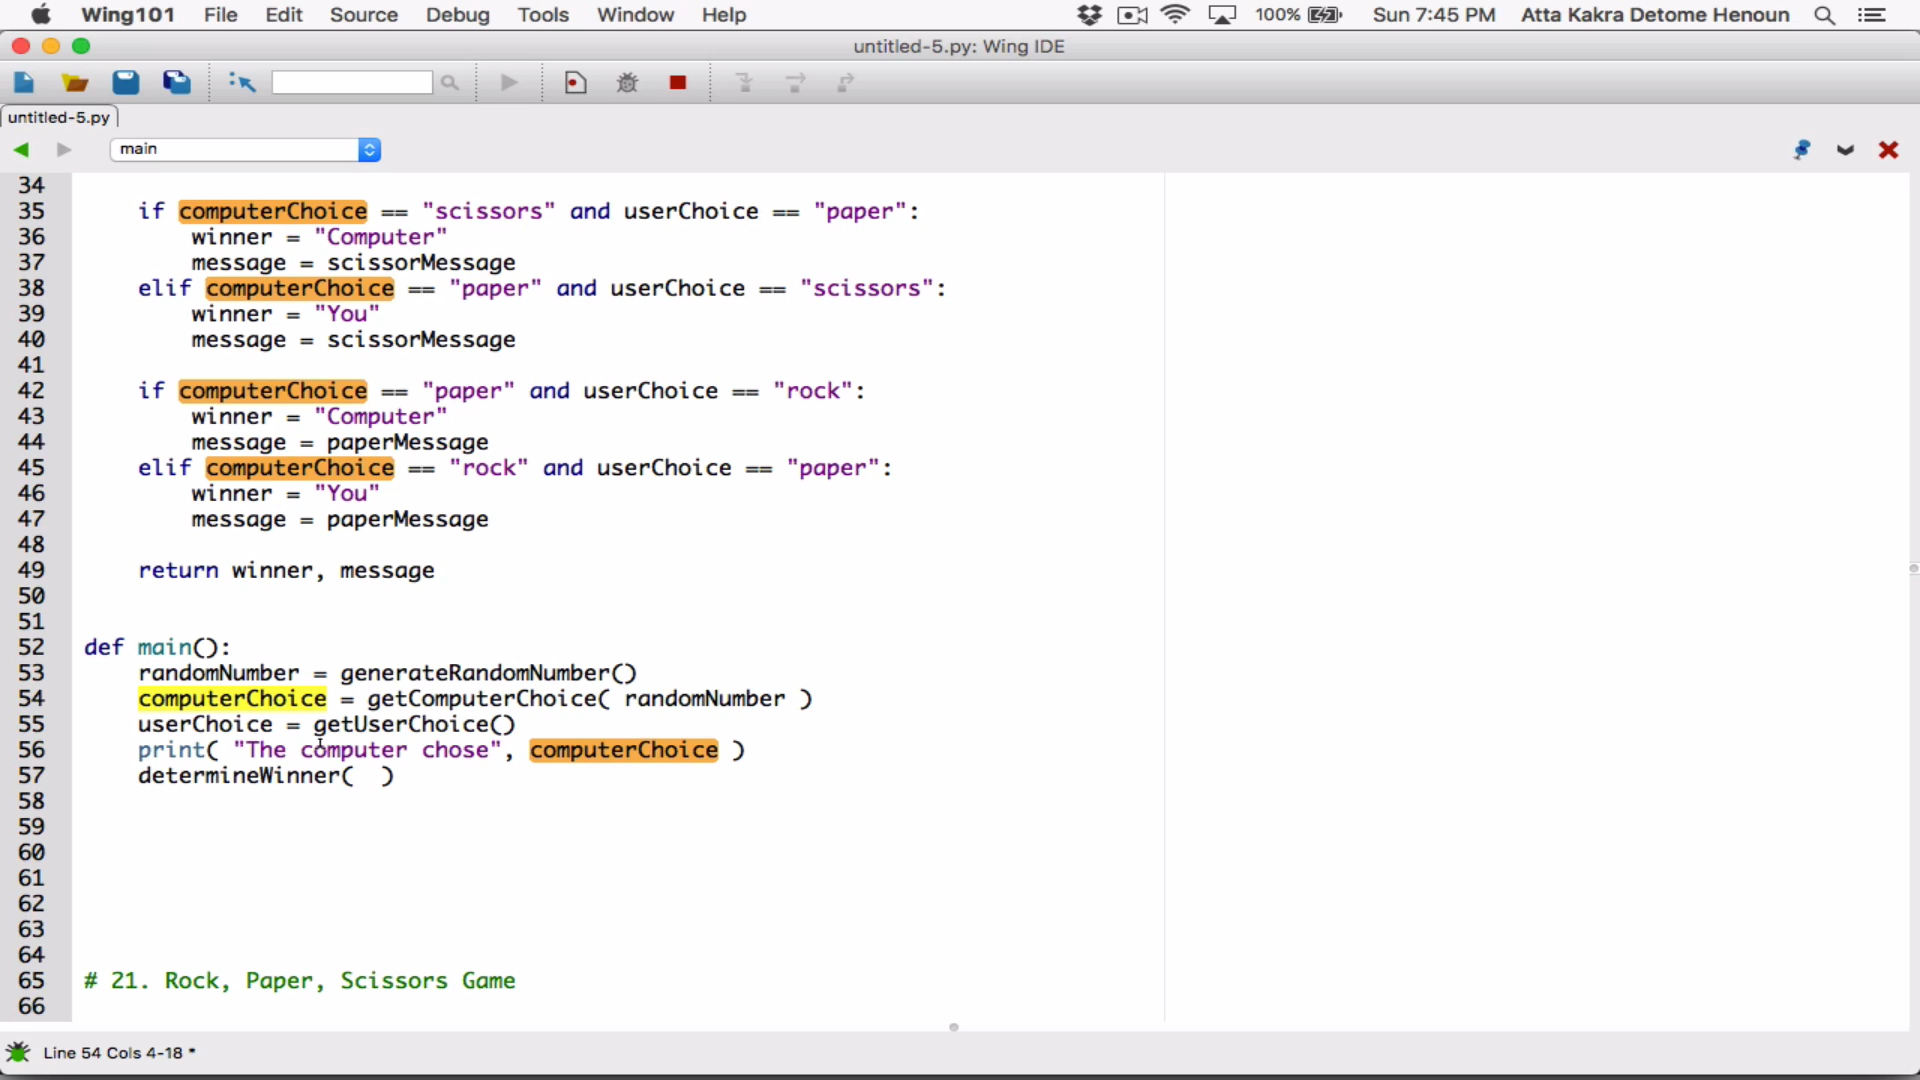 Wing101 File Edit Source Debug Tools Window Help 100% Sun 7:45 PM Atta Kakra Detome Henoun
untitled-5.py: Wing IDE
untitled-5.py
main
34
35 if computerChoice == "scissors" and userChoice == "paper":
36 winner = "Computer"
37 message = scissorMessage
38 elif computerChoice == "paper" and userChoice == "scissors":
39 winner = "You"
40 message = scissorMessage
41
42 if computerChoice == "paper" and userChoice == "rock":
43 winner = "Computer"
44 message = paperMessage
45 elif computerChoice == "rock" and userChoice == "paper":
46 winner = "You"
47 message = paperMessage
48
49 return winner, message
50
51
52 def main():
53 randomNumber = generateRandomNumber()
54 computerChoice = getComputerChoice( randomNumber )
55 userChoice = getUserChoice()
56 print( "The computer chose", computerChoice )
57 determineWinner(  )
58
59
60
61
62
63
64
65 # 21. Rock, Paper, Scissors Game
66
Line 54 Cols 4-18 *